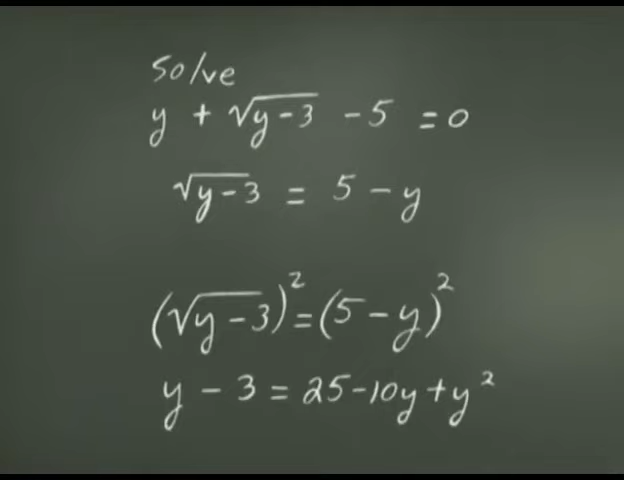 Solve
y + √(y-3) - 5 = 0
√(y-3) = 5 - y
(√(y-3))² = (5 - y)²
y - 3 = 25 - 10y + y²